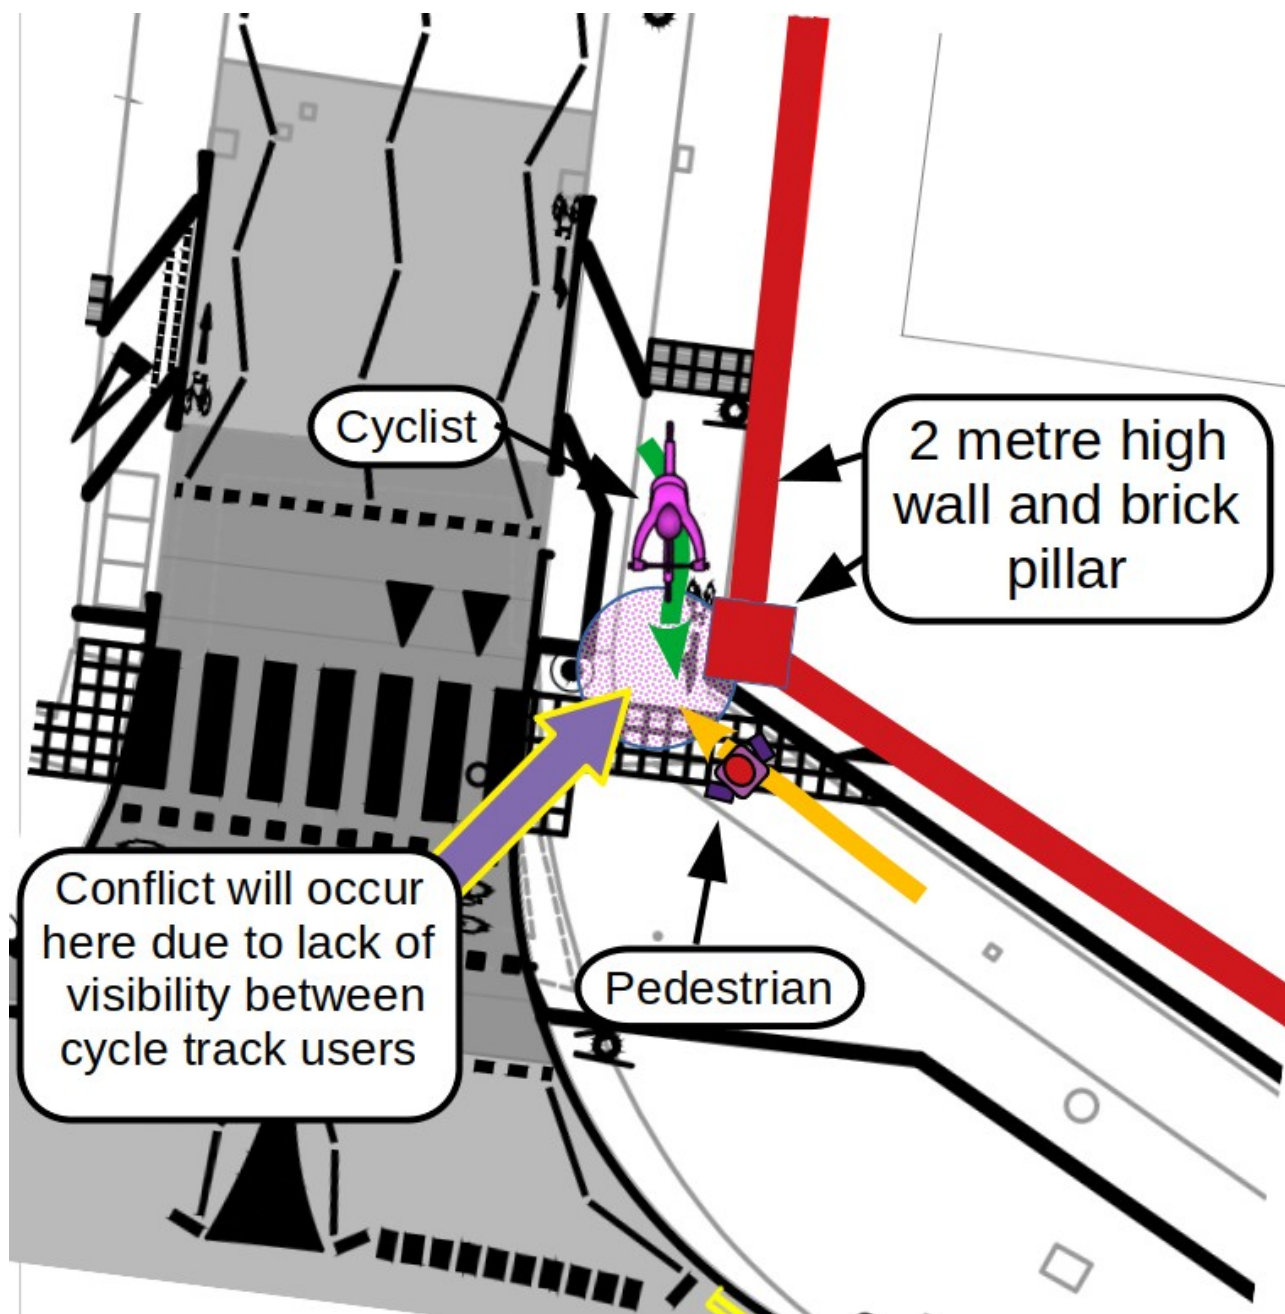 Cyclist
2 metre high
wall and brick
pillar
Conflict will occur
here due to lack of
visibility between
cycle track users
Pedestrian